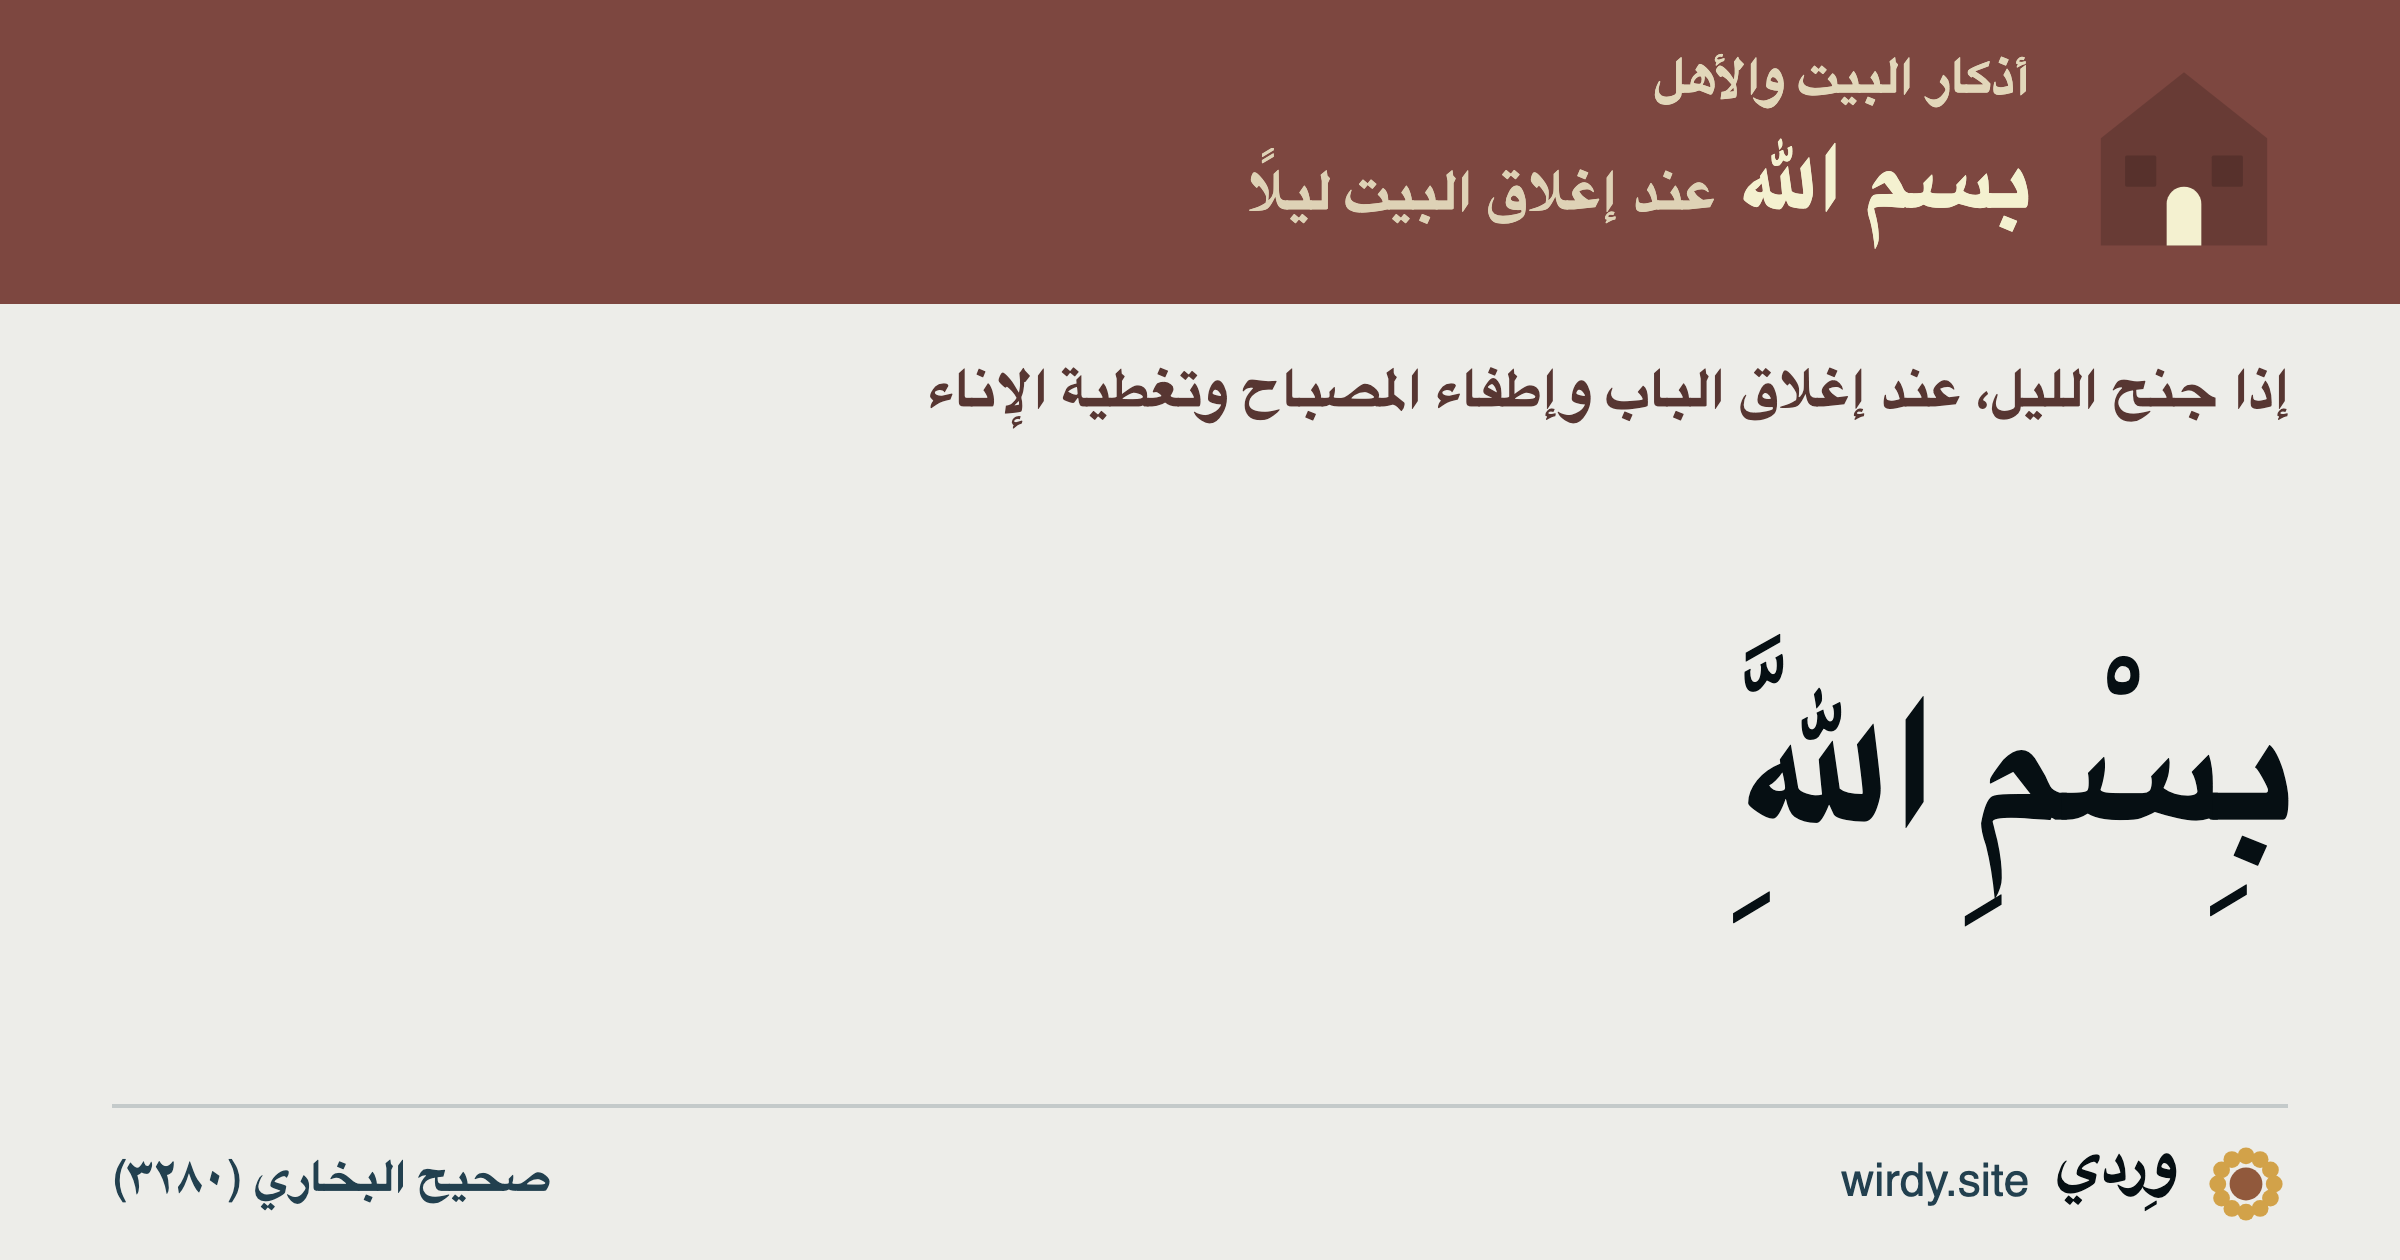 أذكار البيت والأهل
بسم الله عند إغلاق البيت ليلاً
إذا جنح الليل، عند إغلاق الباب وإطفاء المصباح وتغطية الإناء
بِسْمِ اللهَِّ
وِردي wirdy.site
صحيح البخاري (٣٢٨٠)